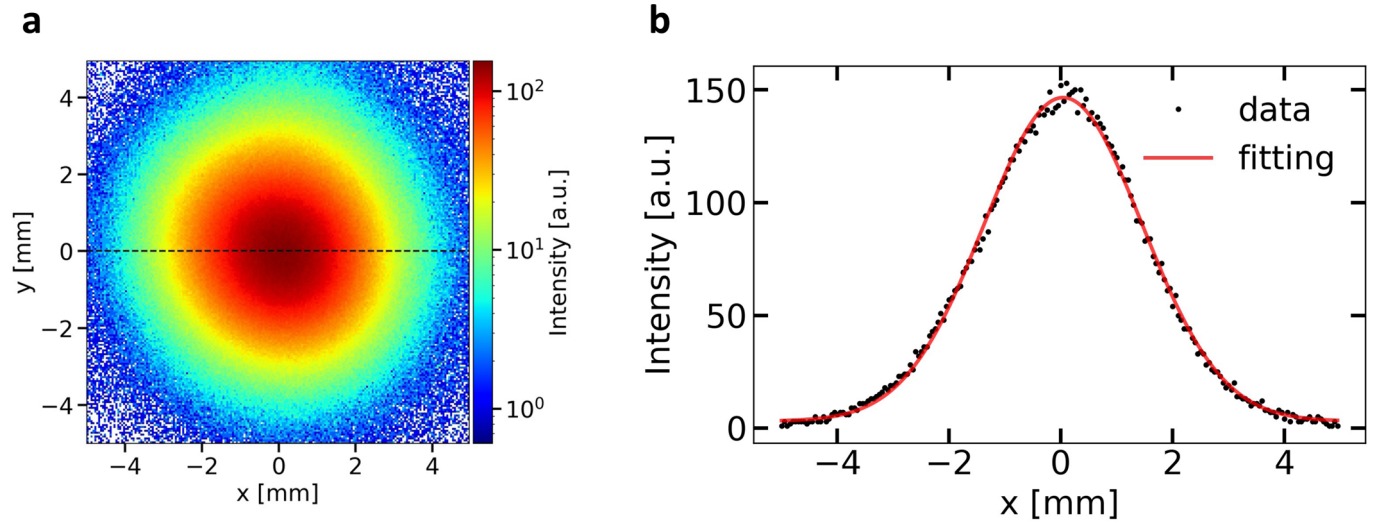 a
4
2
0
−2
−4
y [mm]
−4 −2 0 2 4
x [mm]
10² 
10¹
10⁰
Intensity [a.u.]
b
150
100
50
0
Intensity [a.u.]
data
fitting
−4 −2 0 2 4
x [mm]